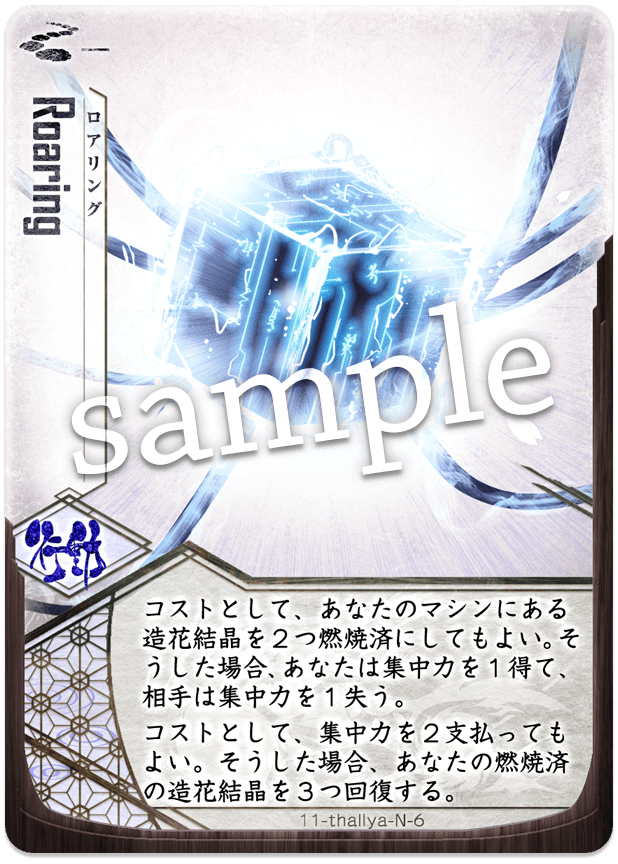 Roaring
ロアリング
sample
行動
コストとして、あなたのマシンにある
造花結晶を２つ燃焼済にしてもよい。そ
うした場合、あなたは集中力を１得て、
相手は集中力を１失う。
コストとして、集中力を２支払っても
よい。そうした場合、あなたの燃焼済
の造花結晶を３つ回復する。
11-thallya-N-6